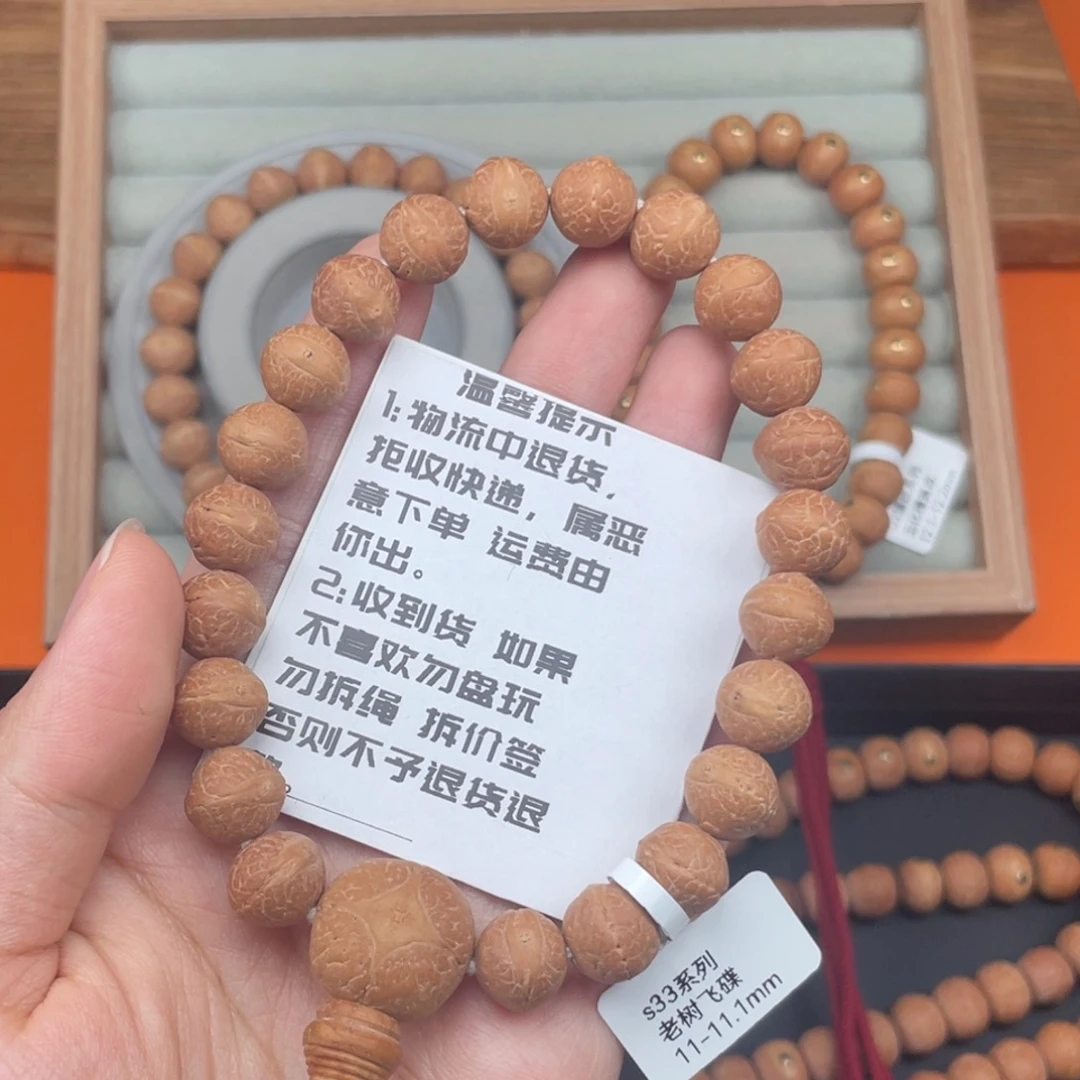 温馨提示
1:物流中退货,
拒收快递,属恶
意下单 运费由
你出。
2:收到货 如果
不喜欢勿盘玩
勿拆绳 拆价签
否则不予退货退
s33系列
老树飞碟
11-11.1mm